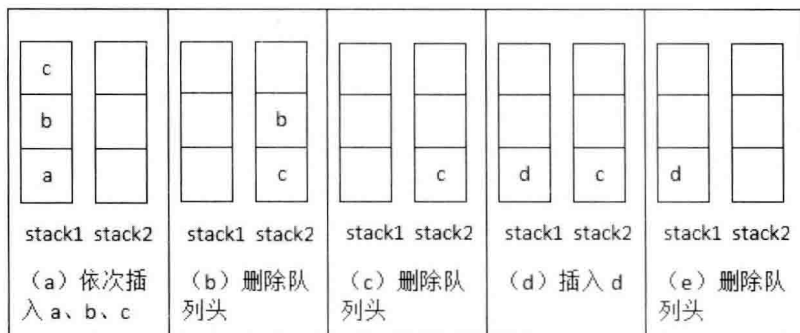 c
b
a
stack1 stack2
（a）依次插
入 a、b、c
b
c
stack1 stack2
（b）删除队
列头
c
stack1 stack2
（c）删除队
列头
d
c
stack1 stack2
（d）插入 d
d
stack1 stack2
（e）删除队
列头